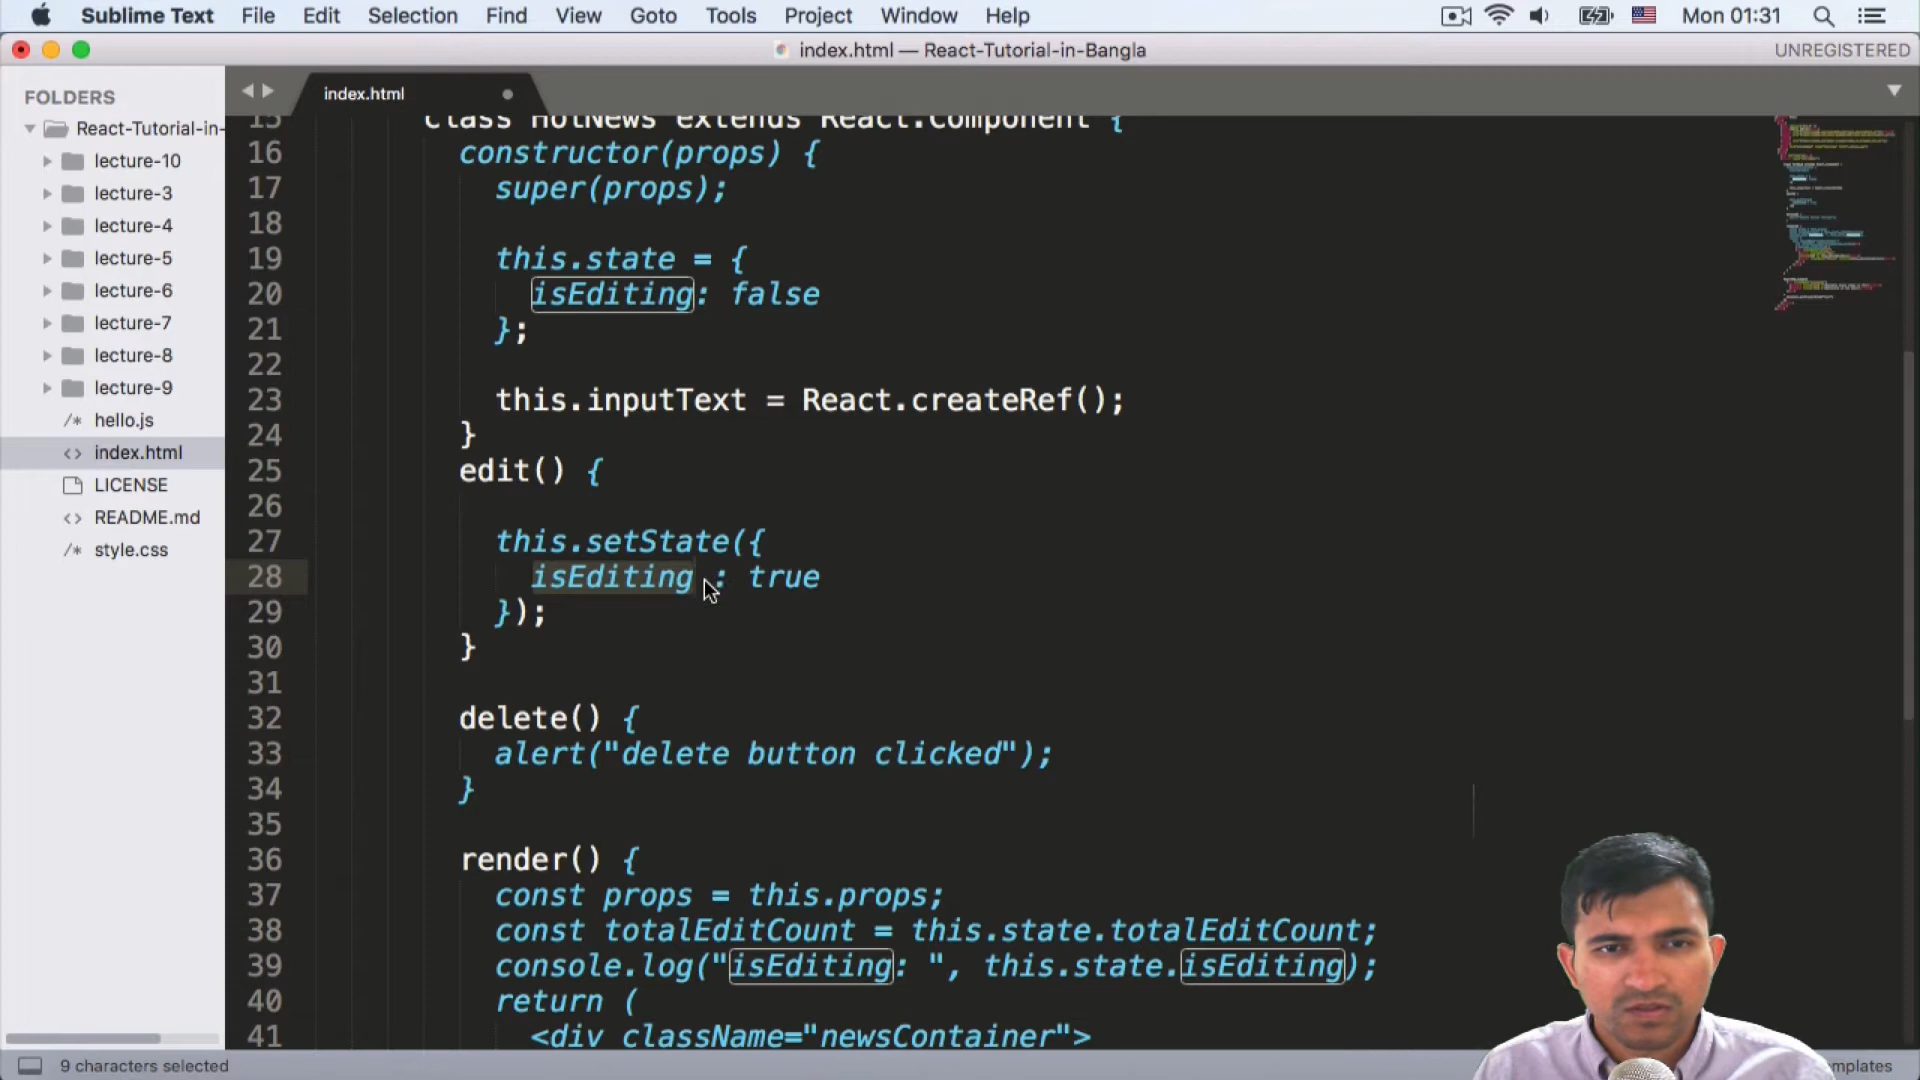 Sublime Text File Edit Selection Find View Goto Tools Project Window Help Mon 01:31
index.html — React-Tutorial-in-Bangla UNREGISTERED
FOLDERS
React-Tutorial-in-
lecture-10
lecture-3
lecture-4
lecture-5
lecture-6
lecture-7
lecture-8
lecture-9
/* hello.js
<> index.html
LICENSE
<> README.md
/* style.css
index.html
15 class HotNews extends React.Component {
16 constructor(props) {
17 super(props);
18
19 this.state = {
20 isEditing: false
21 };
22
23 this.inputText = React.createRef();
24 }
25 edit() {
26
27 this.setState({
28 isEditing : true
29 });
30 }
31
32 delete() {
33 alert("delete button clicked");
34 }
35
36 render() {
37 const props = this.props;
38 const totalEditCount = this.state.totalEditCount;
39 console.log("isEditing: ", this.state.isEditing);
40 return (
41 <div className="newsContainer">
9 characters selected